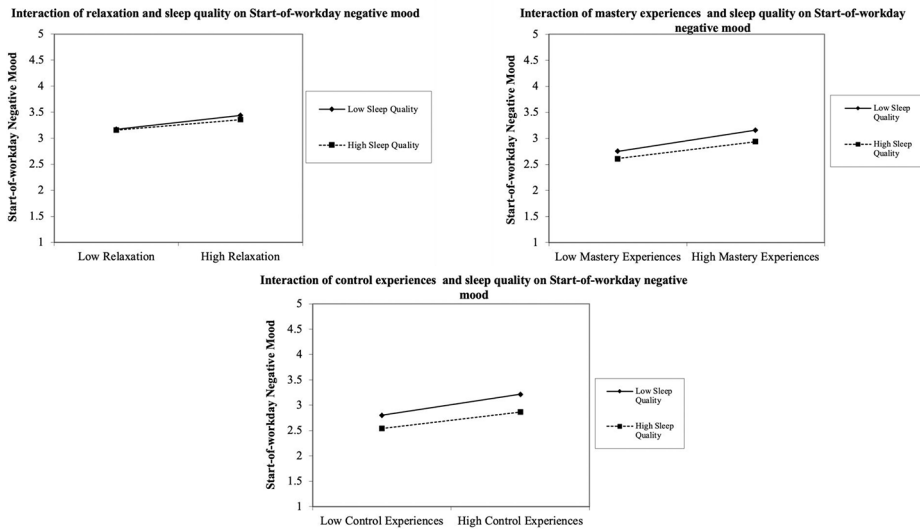 Interaction of relaxation and sleep quality on Start-of-workday negative mood
5
4.5
4
3.5
3
2.5
2
1.5
1
Start-of-workday Negative Mood
Low Relaxation
High Relaxation
Low Sleep Quality
High Sleep Quality
Interaction of mastery experiences and sleep quality on Start-of-workday
negative mood
5
4.5
4
3.5
3
2.5
2
1.5
1
Start-of-workday Negative Mood
Low Mastery Experiences
High Mastery Experiences
Low Sleep
Quality
High Sleep
Quality
Interaction of control experiences and sleep quality on Start-of-workday negative
mood
5
4.5
4
3.5
3
2.5
2
1.5
1
Start-of-workday Negative Mood
Low Control Experiences
High Control Experiences
Low Sleep
Quality
High Sleep
Quality